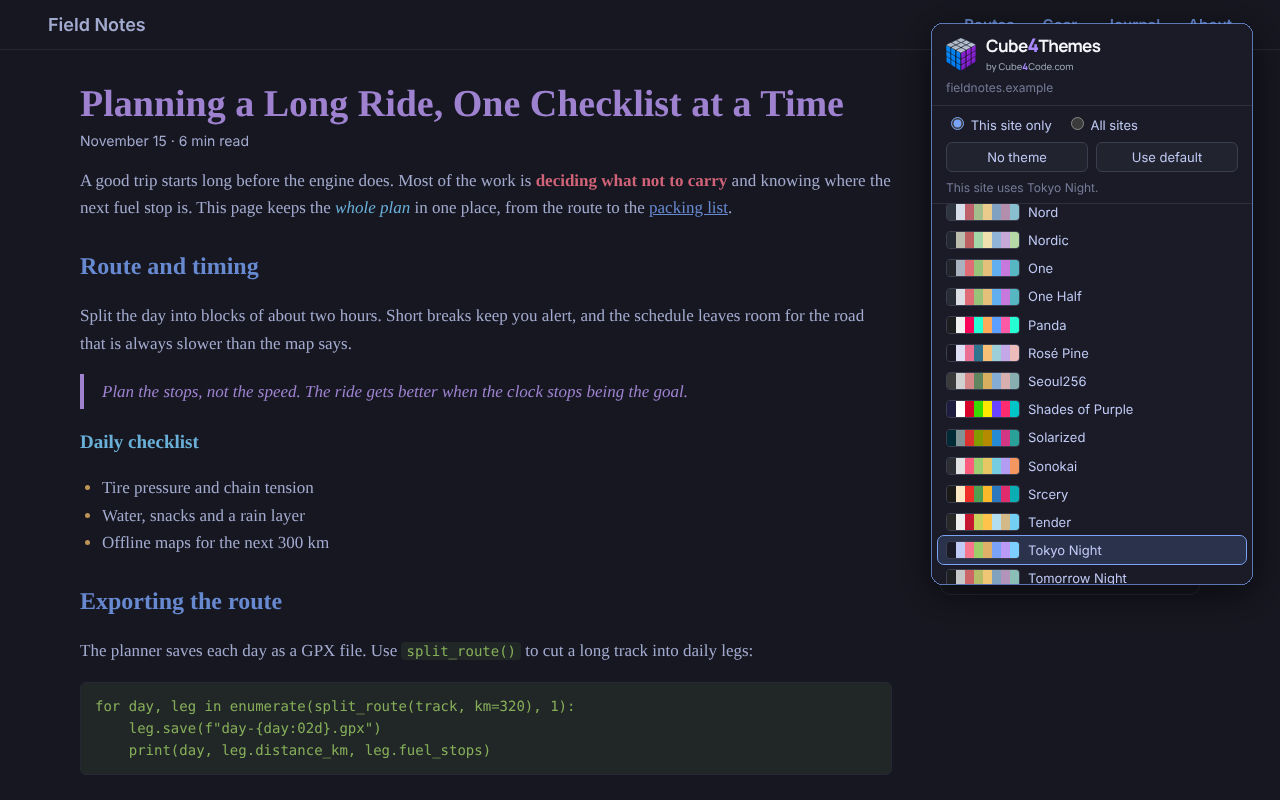 Field Notes
Routes Gear Journal About
Planning a Long Ride, One Checklist at a Time
November 15 · 6 min read
A good trip starts long before the engine does. Most of the work is deciding what not to carry and knowing where the
next fuel stop is. This page keeps the whole plan in one place, from the route to the packing list.
Route and timing
Split the day into blocks of about two hours. Short breaks keep you alert, and the schedule leaves room for the road
that is always slower than the map says.
Plan the stops, not the speed. The ride gets better when the clock stops being the goal.
Daily checklist
Tire pressure and chain tension
Water, snacks and a rain layer
Offline maps for the next 300 km
Exporting the route
The planner saves each day as a GPX file. Use split_route() to cut a long track into daily legs:
for day, leg in enumerate(split_route(track, km=320), 1):
    leg.save(f"day-{day:02d}.gpx")
    print(day, leg.distance_km, leg.fuel_stops)
Cube4Themes
by Cube4Code.com
fieldnotes.example
This site only All sites
No theme Use default
This site uses Tokyo Night.
Nord
Nordic
One
One Half
Panda
Rosé Pine
Seoul256
Shades of Purple
Solarized
Sonokai
Srcery
Tender
Tokyo Night
Tomorrow Night